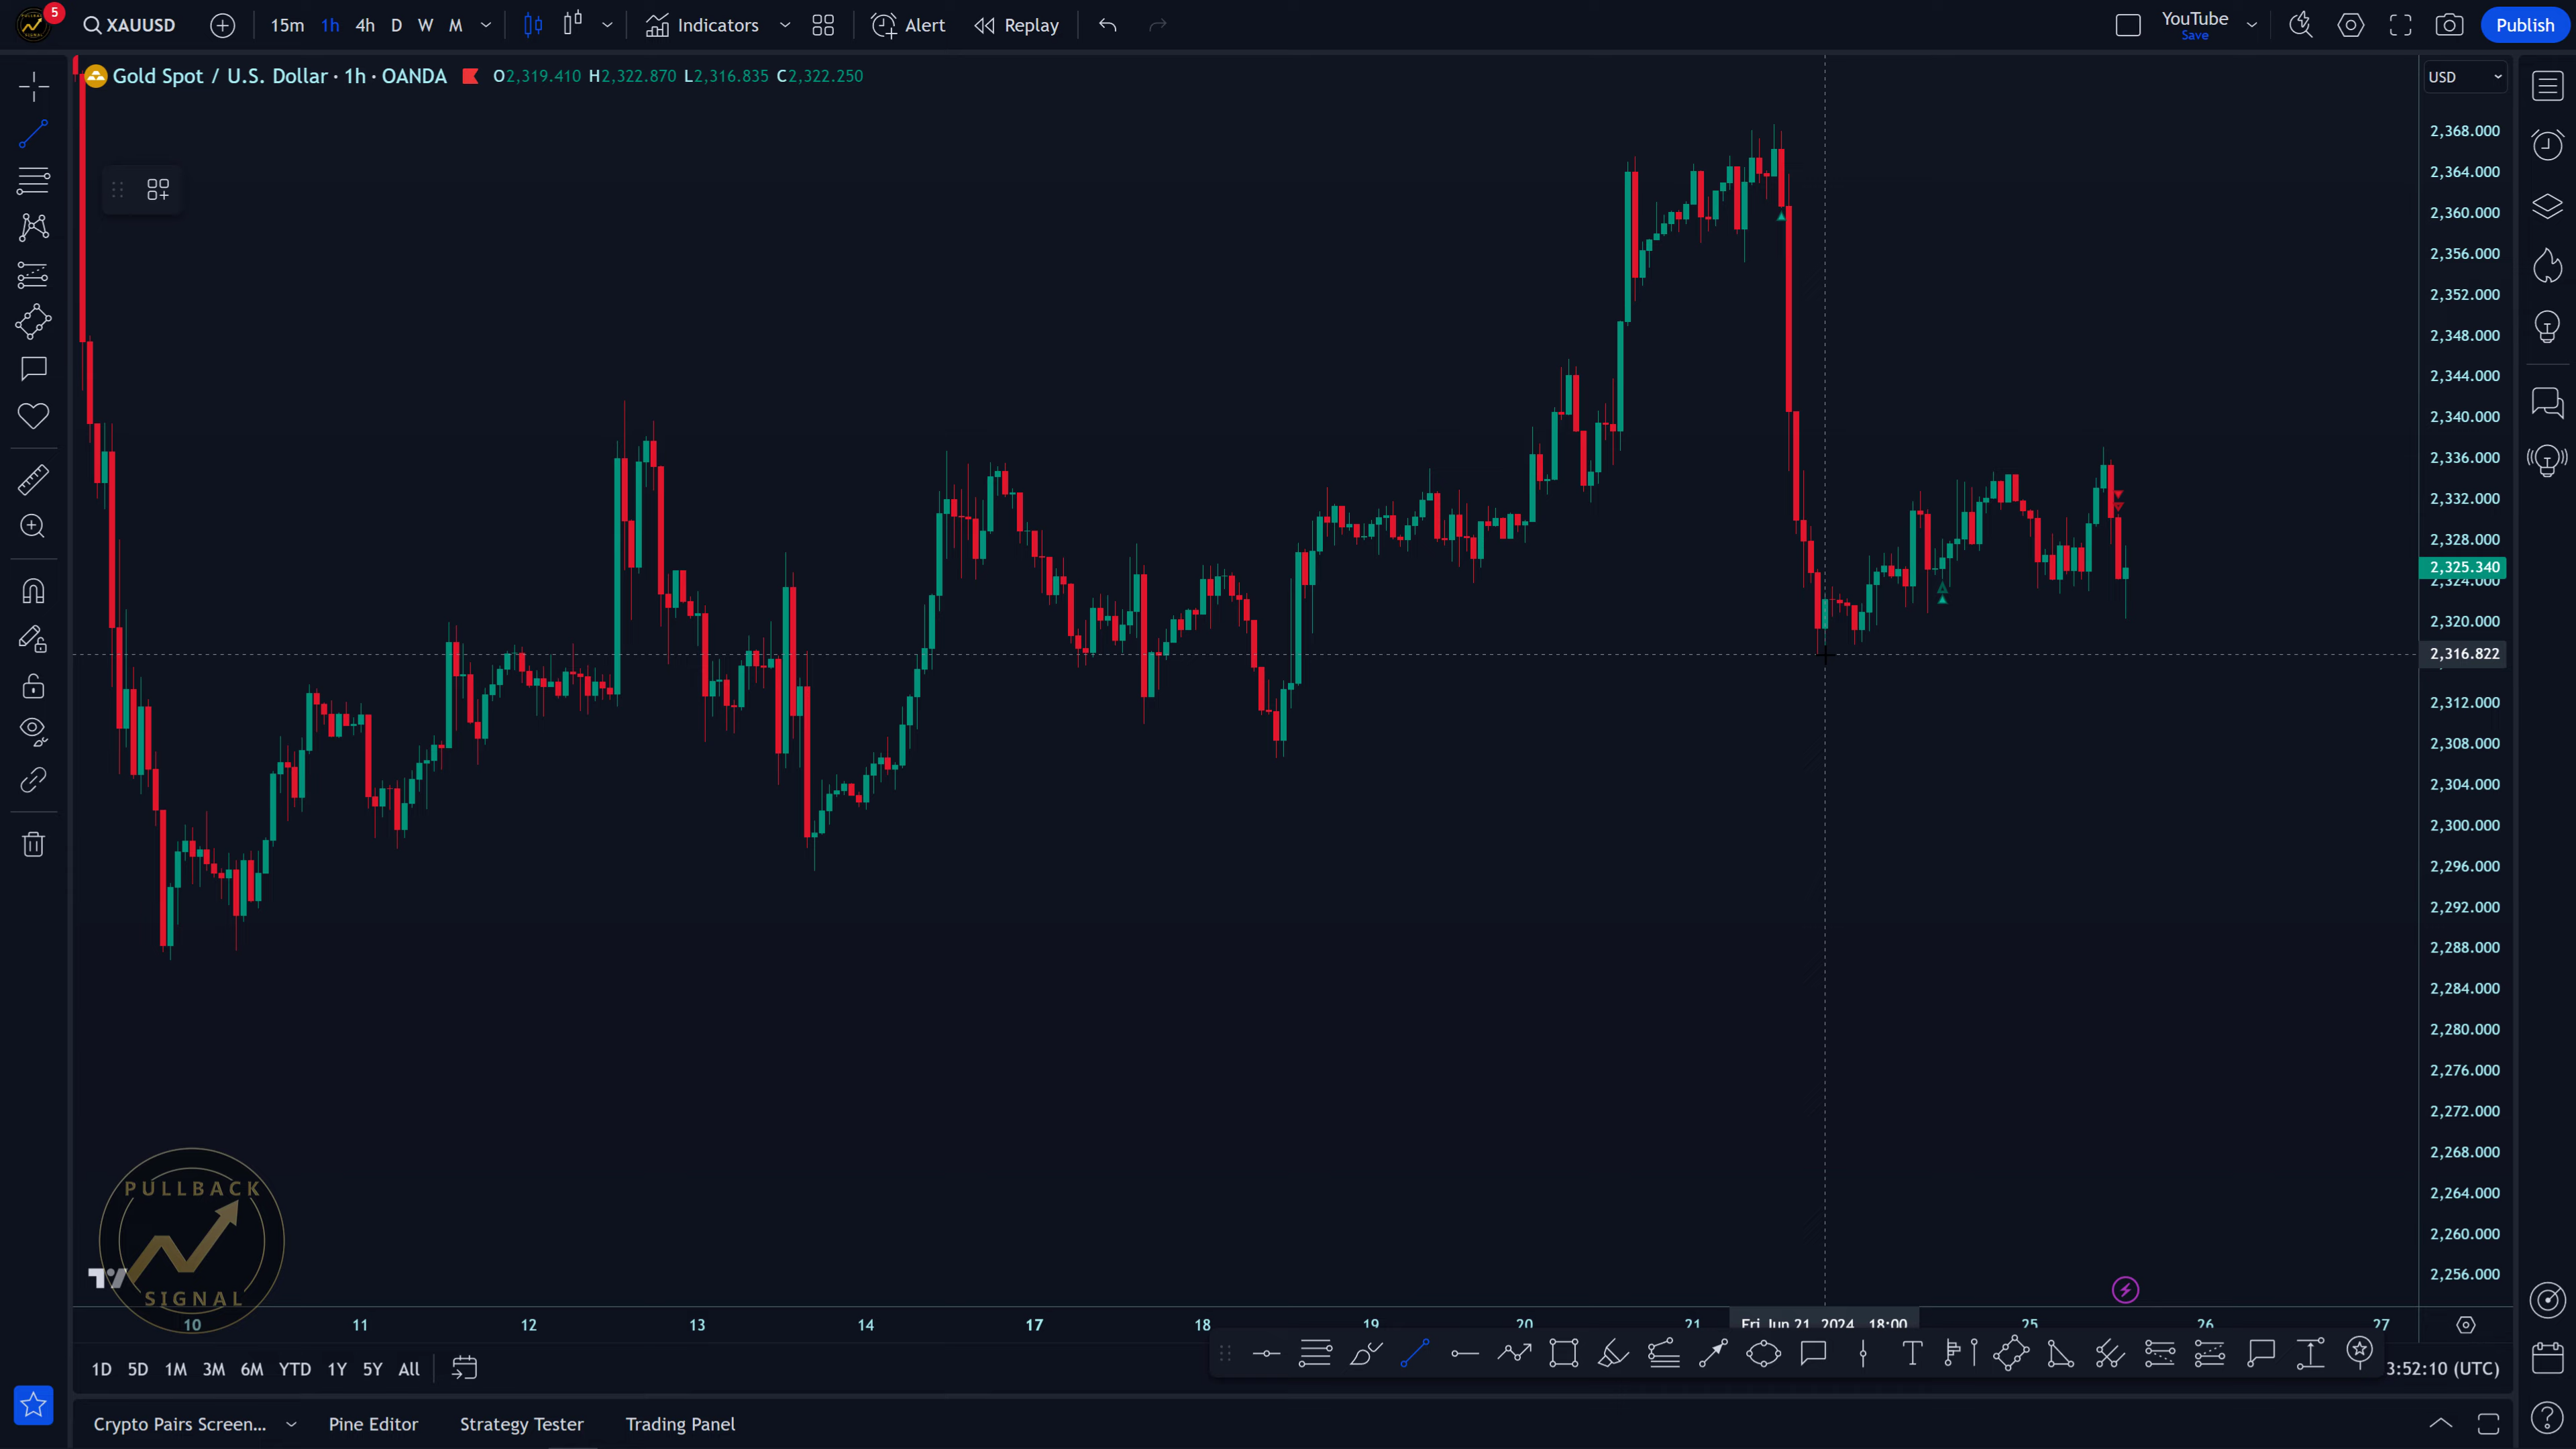 5
XAUUSD
15m 1h 4h D W M
Indicators
Alert
Replay
YouTube
Save
Publish
Gold Spot / U.S. Dollar · 1h · OANDA O2,319.410 H2,322.870 L2,316.835 C2,322.250
USD
2,368.000
2,364.000
2,360.000
2,356.000
2,352.000
2,348.000
2,344.000
2,340.000
2,336.000
2,332.000
2,328.000
2,325.340
2,324.000
2,320.000
2,316.822
2,312.000
2,308.000
2,304.000
2,300.000
2,296.000
2,292.000
2,288.000
2,284.000
2,280.000
2,276.000
2,272.000
2,268.000
2,264.000
2,260.000
2,256.000
PULLBACK
SIGNAL
10 11 12 13 14 17 18 19 20 21 Fri Jun 21 2024 18:00 25 26 27
1D 5D 1M 3M 6M YTD 1Y 5Y All
3:52:10 (UTC)
Crypto Pairs Screen... Pine Editor Strategy Tester Trading Panel